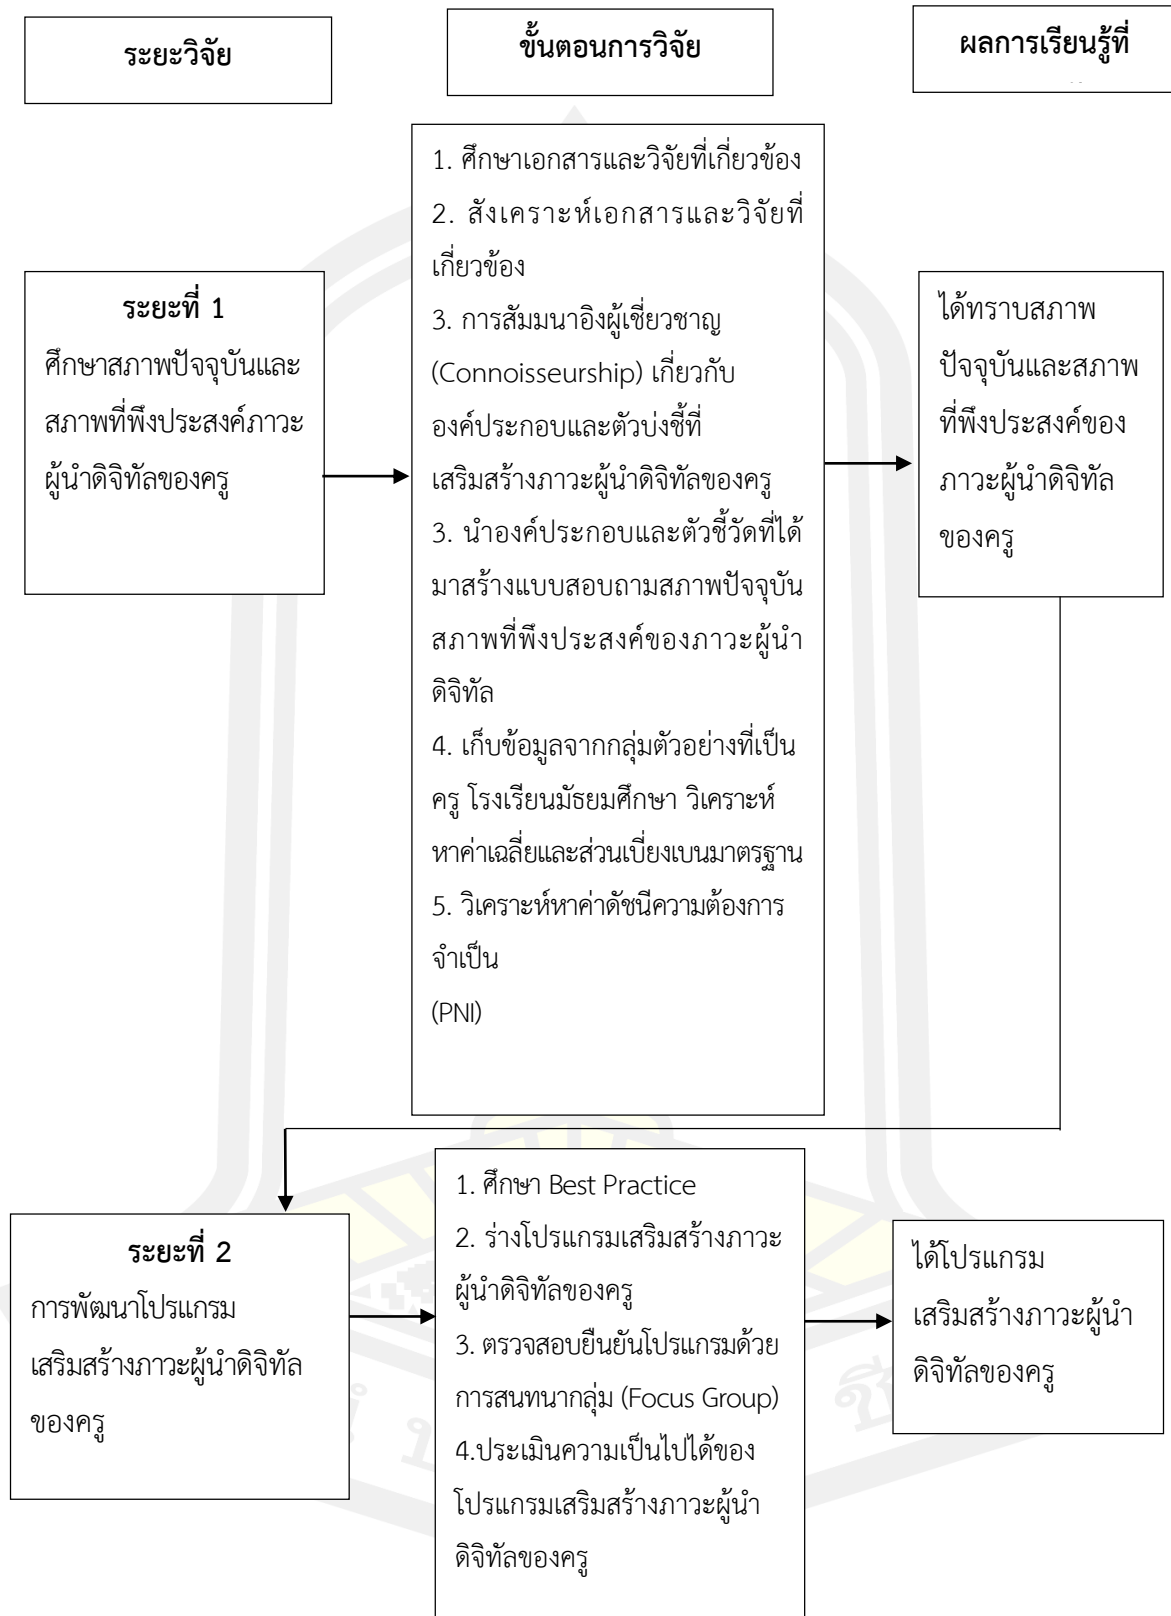 ระยะวิจัย
ขั้นตอนการวิจัย
ผลการเรียนรู้ที่
ระยะที่ 1
ศึกษาสภาพปัจจุบันและ
สภาพที่พึงประสงค์ภาวะ
ผู้นำดิจิทัลของครู
1. ศึกษาเอกสารและวิจัยที่เกี่ยวข้อง
2. สังเคราะห์เอกสารและวิจัยที่
เกี่ยวข้อง
3. การสัมมนาอิงผู้เชี่ยวชาญ
(Connoisseurship) เกี่ยวกับ
องค์ประกอบและตัวบ่งชี้ที่
เสริมสร้างภาวะผู้นำดิจิทัลของครู
3. นำองค์ประกอบและตัวชี้วัดที่ได้
มาสร้างแบบสอบถามสภาพปัจจุบัน
สภาพที่พึงประสงค์ของภาวะผู้นำ
ดิจิทัล
4. เก็บข้อมูลจากกลุ่มตัวอย่างที่เป็น
ครู โรงเรียนมัธยมศึกษา วิเคราะห์
หาค่าเฉลี่ยและส่วนเบี่ยงเบนมาตรฐาน
5. วิเคราะห์หาค่าดัชนีความต้องการ
จำเป็น
(PNI)
ได้ทราบสภาพ
ปัจจุบันและสภาพ
ที่พึงประสงค์ของ
ภาวะผู้นำดิจิทัล
ของครู
ระยะที่ 2
การพัฒนาโปรแกรม
เสริมสร้างภาวะผู้นำดิจิทัล
ของครู
1. ศึกษา Best Practice
2. ร่างโปรแกรมเสริมสร้างภาวะ
ผู้นำดิจิทัลของครู
3. ตรวจสอบยืนยันโปรแกรมด้วย
การสนทนากลุ่ม (Focus Group)
4.ประเมินความเป็นไปได้ของ
โปรแกรมเสริมสร้างภาวะผู้นำ
ดิจิทัลของครู
ได้โปรแกรม
เสริมสร้างภาวะผู้นำ
ดิจิทัลของครู